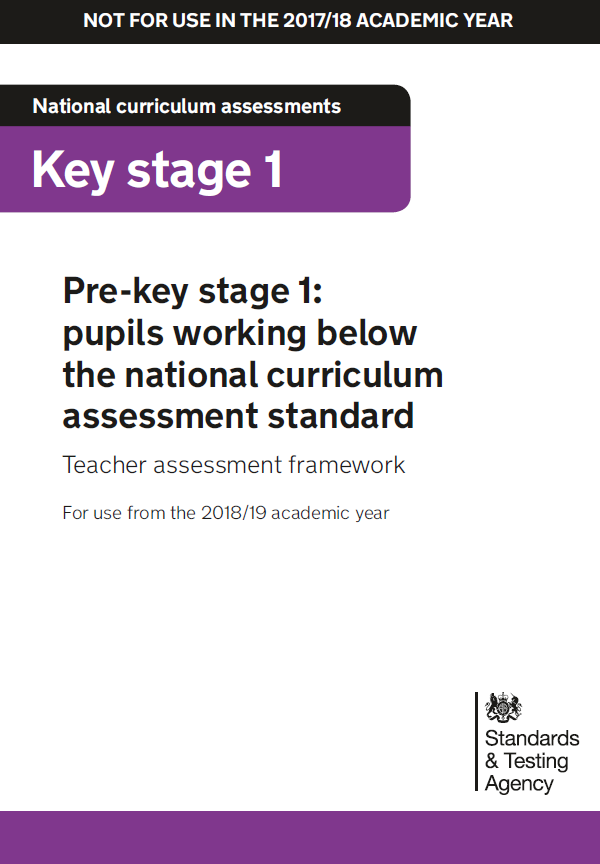 NOT FOR USE IN THE 2017/18 ACADEMIC YEAR
National curriculum assessments
Key stage 1
Pre-key stage 1:
pupils working below
the national curriculum
assessment standard
Teacher assessment framework
For use from the 2018/19 academic year
Standards
& Testing
Agency